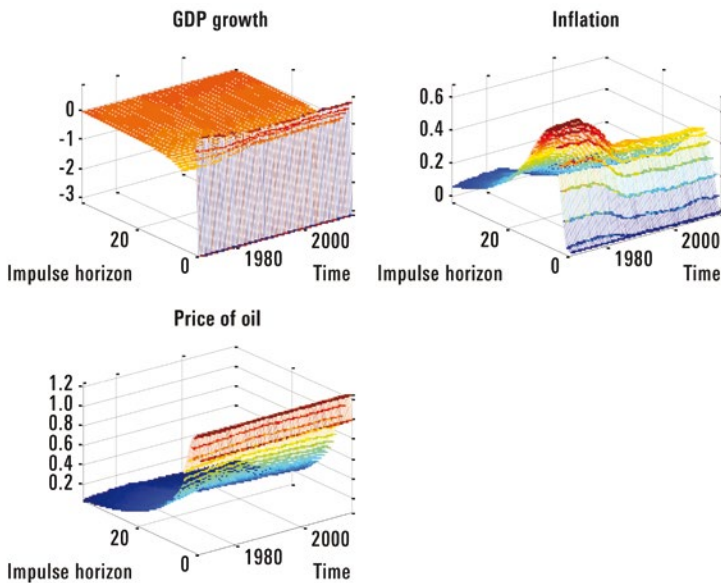 GDP growth
0
-1
-2
-3
20
0
1980
2000
Impulse horizon
Time
Inflation
0.6
0.4
0.2
0
20
0
1980
2000
Impulse horizon
Time
Price of oil
1.2
1.0
0.8
0.6
0.4
0.2
20
0
1980
2000
Impulse horizon
Time